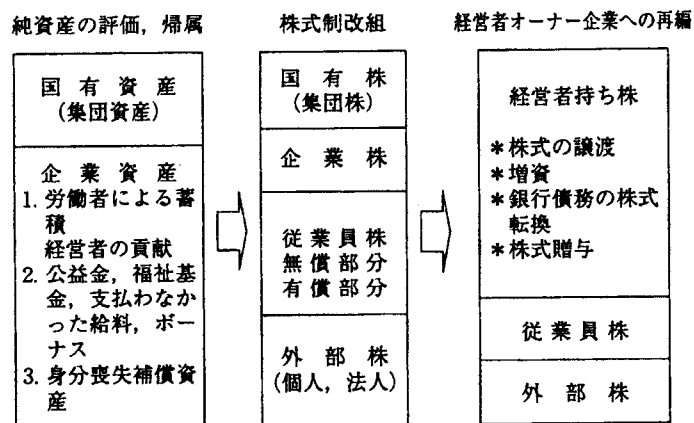 純資産の評価，帰属
国有資産
(集団資産)
企業資産
1. 労働者による蓄
積
経営者の貢献
2. 公益金，福祉基
金，支払わなか
った給料，ボー
ナス
3. 身分喪失補償資
産
株式制改組
国有株
(集団株)
企業株
従業員株
無償部分
有償部分
外部株
(個人，法人)
経営者オーナー企業への再編
経営者持ち株
＊株式の譲渡
＊増資
＊銀行債務の株式
転換
＊株式贈与
従業員株
外部株